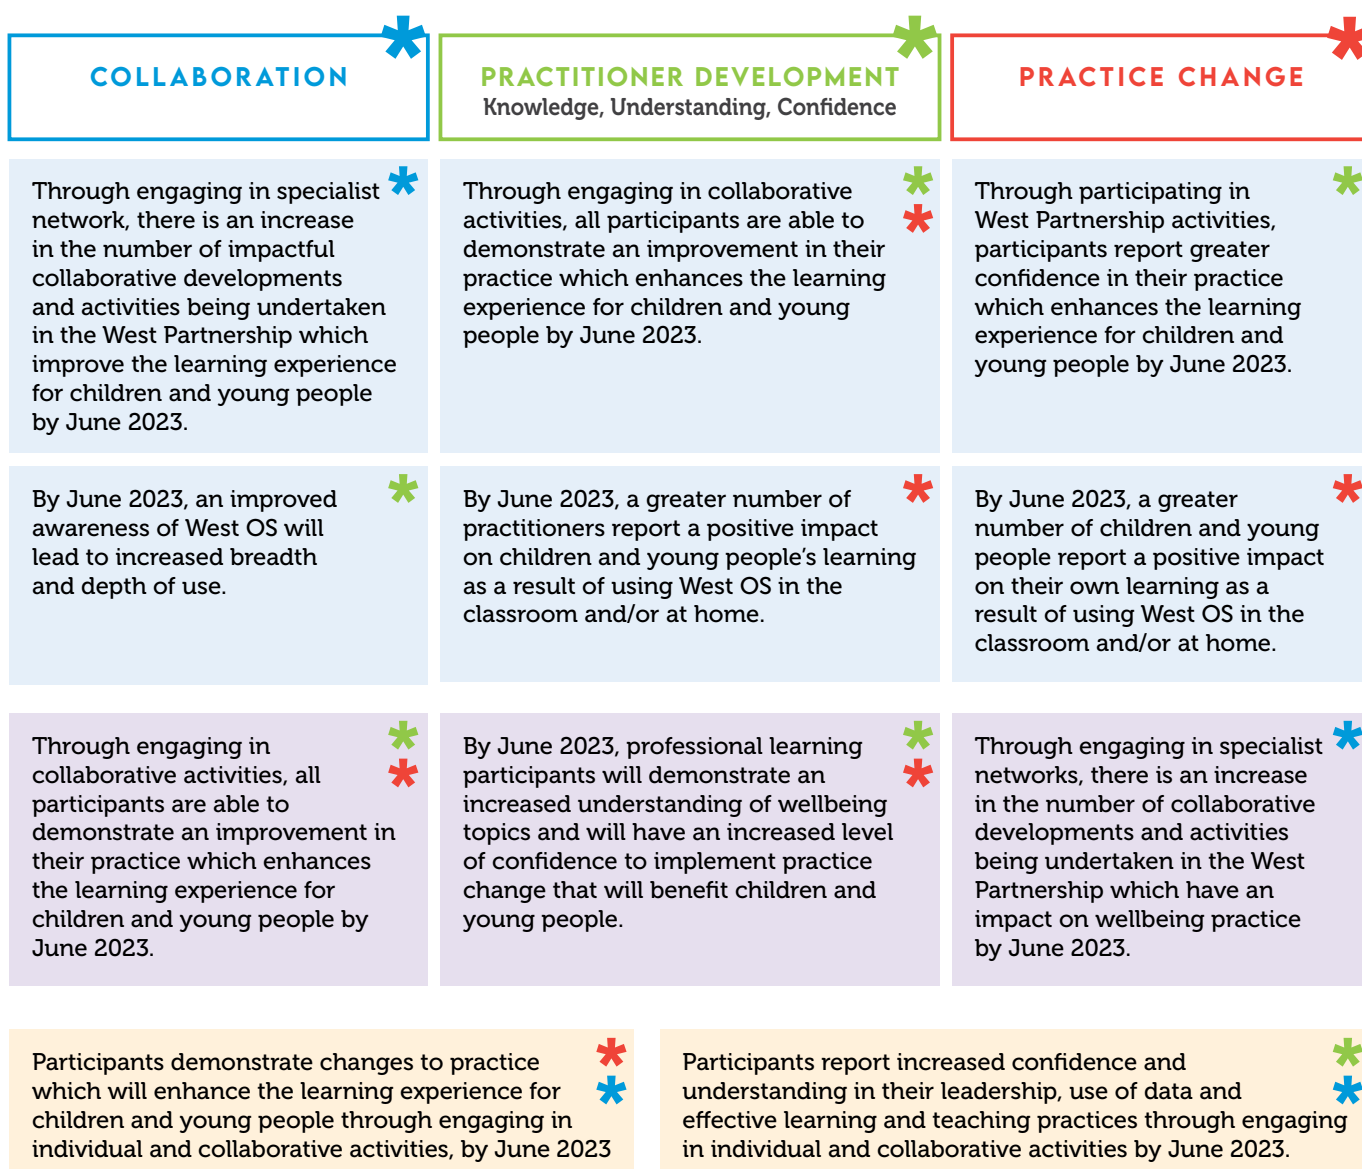 COLLABORATION
PRACTITIONER DEVELOPMENT
Knowledge, Understanding, Confidence
PRACTICE CHANGE
Through engaging in specialist
network, there is an increase
in the number of impactful
collaborative developments
and activities being undertaken
in the West Partnership which
improve the learning experience
for children and young people
by June 2023.
Through engaging in collaborative
activities, all participants are able to
demonstrate an improvement in their
practice which enhances the learning
experience for children and young
people by June 2023.
Through participating in
West Partnership activities,
participants report greater
confidence in their practice
which enhances the learning
experience for children and
young people by June 2023.
By June 2023, an improved
awareness of West OS will
lead to increased breadth
and depth of use.
By June 2023, a greater number of
practitioners report a positive impact
on children and young people’s learning
as a result of using West OS in the
classroom and/or at home.
By June 2023, a greater
number of children and young
people report a positive impact
on their own learning as a
result of using West OS in the
classroom and/or at home.
Through engaging in
collaborative activities, all
participants are able to
demonstrate an improvement in
their practice which enhances
the learning experience for
children and young people by
June 2023.
By June 2023, professional learning
participants will demonstrate an
increased understanding of wellbeing
topics and will have an increased level
of confidence to implement practice
change that will benefit children and
young people.
Through engaging in specialist
networks, there is an increase
in the number of collaborative
developments and activities
being undertaken in the West
Partnership which have an
impact on wellbeing practice
by June 2023.
Participants demonstrate changes to practice
which will enhance the learning experience for
children and young people through engaging in
individual and collaborative activities, by June 2023
Participants report increased confidence and
understanding in their leadership, use of data and
effective learning and teaching practices through engaging
in individual and collaborative activities by June 2023.